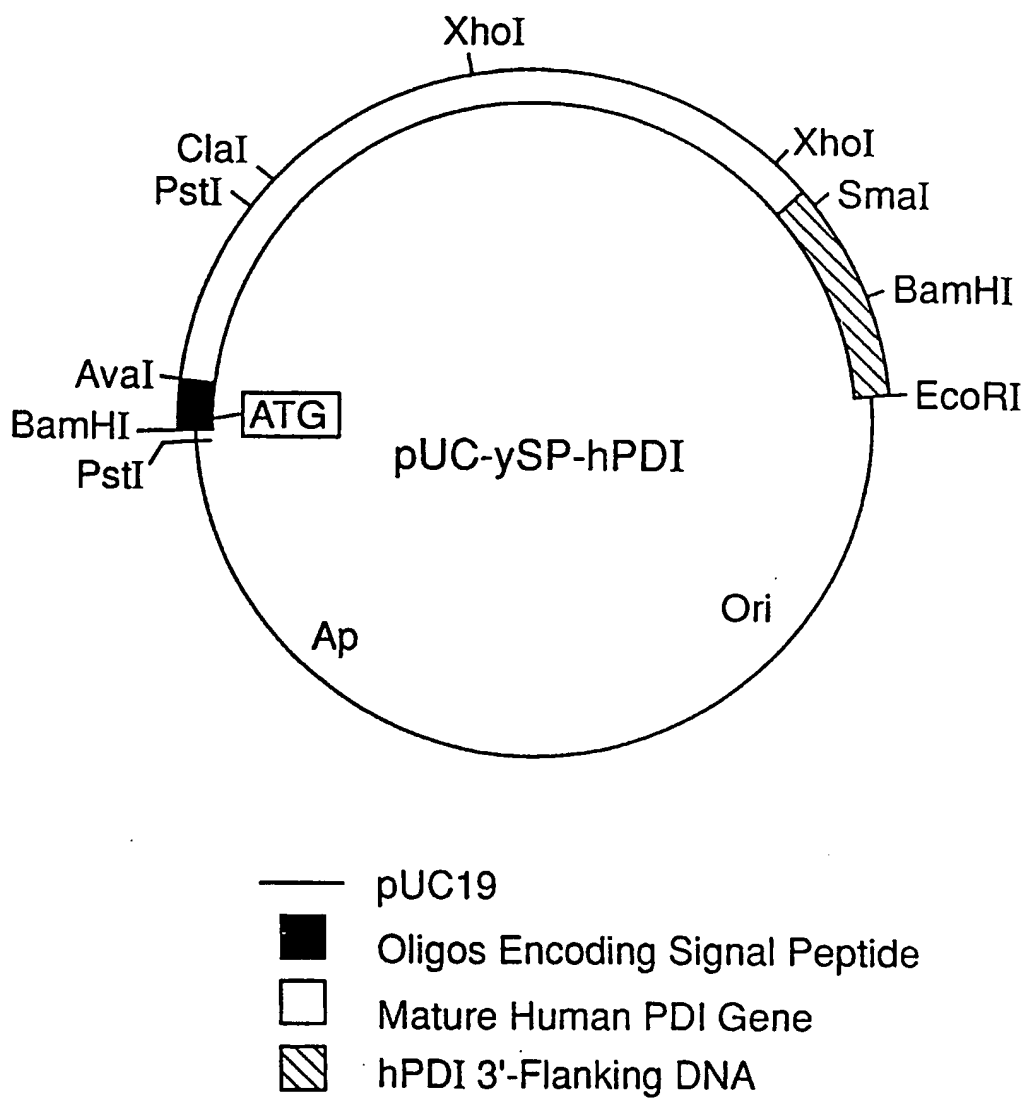 XhoI
ClaI
XhoI
PstI
SmaI
BamHI
AvaI
EcoRI
BamHI
ATG
PstI
pUC-ySP-hPDI
Ori
Ap
pUC19
Oligos Encoding Signal Peptide
Mature Human PDI Gene
hPDI 3'-Flanking DNA